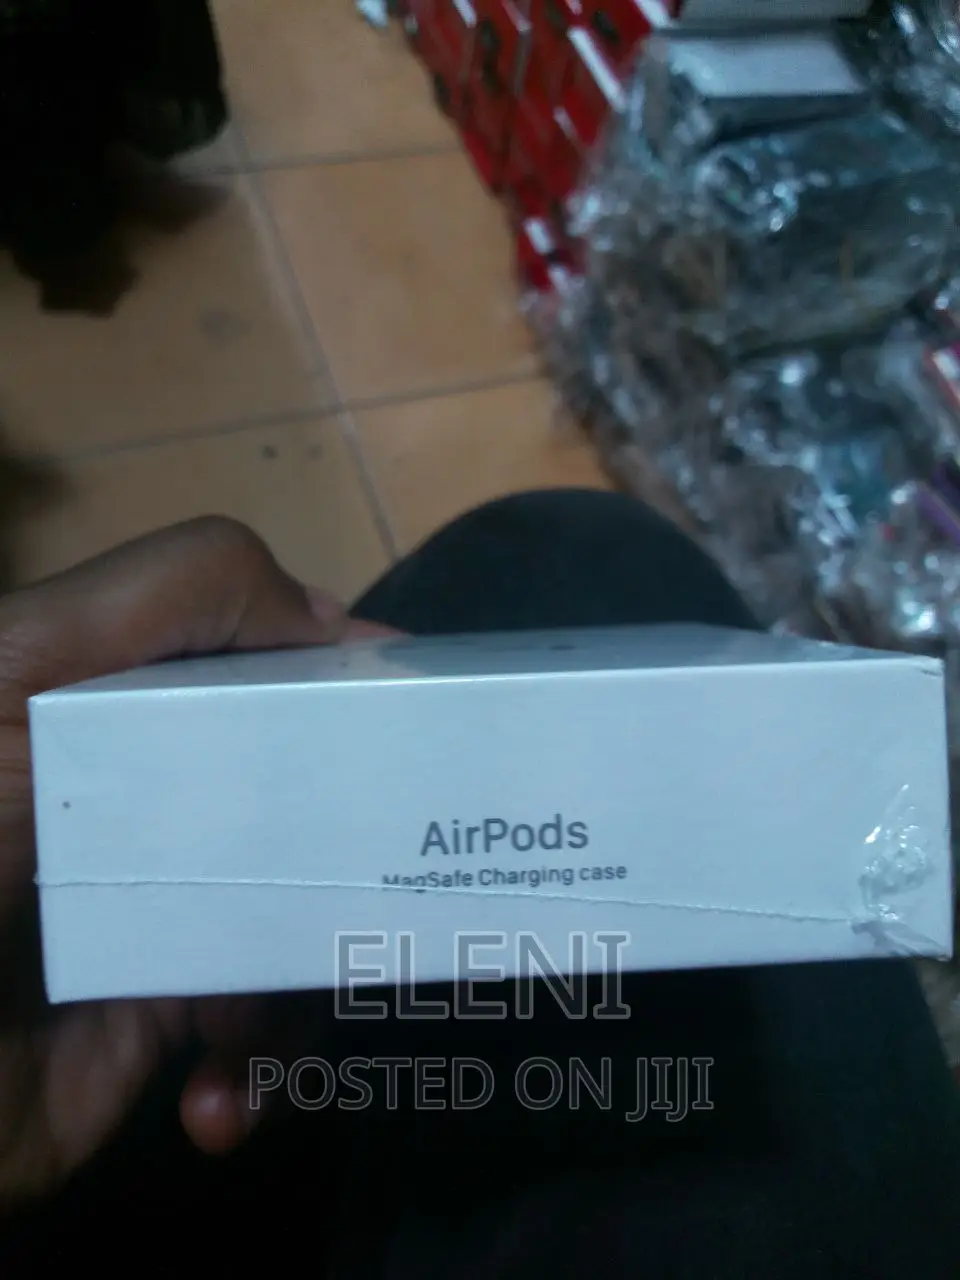 AirPods
MagSafe Charging case
ELENI
POSTED ON JIJI